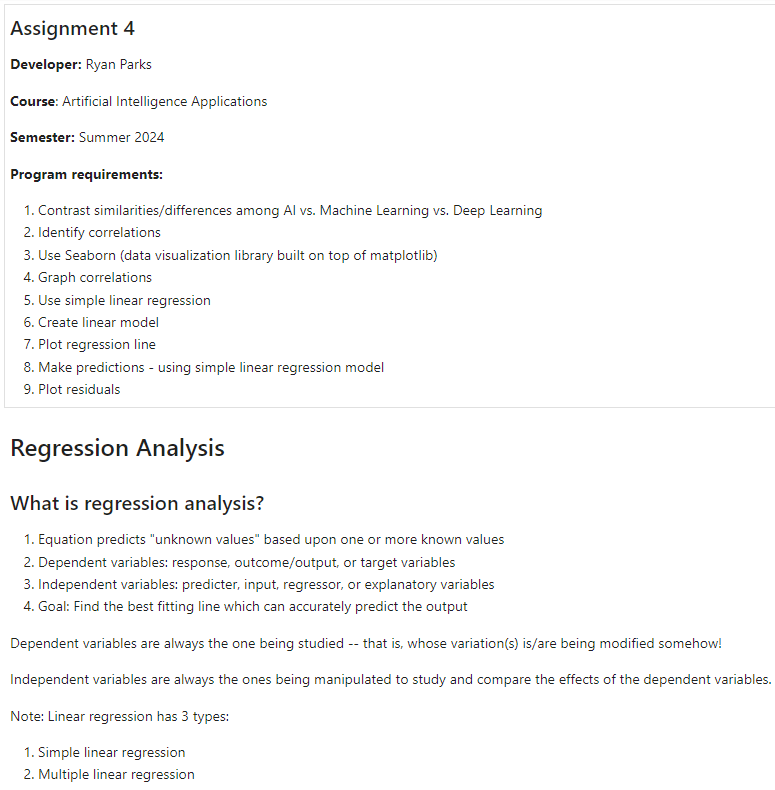 Assignment 4
Developer: Ryan Parks
Course: Artificial Intelligence Applications
Semester: Summer 2024
Program requirements:
1. Contrast similarities/differences among AI vs. Machine Learning vs. Deep Learning
2. Identify correlations
3. Use Seaborn (data visualization library built on top of matplotlib)
4. Graph correlations
5. Use simple linear regression
6. Create linear model
7. Plot regression line
8. Make predictions - using simple linear regression model
9. Plot residuals
Regression Analysis
What is regression analysis?
1. Equation predicts "unknown values" based upon one or more known values
2. Dependent variables: response, outcome/output, or target variables
3. Independent variables: predicter, input, regressor, or explanatory variables
4. Goal: Find the best fitting line which can accurately predict the output
Dependent variables are always the one being studied -- that is, whose variation(s) is/are being modified somehow!
Independent variables are always the ones being manipulated to study and compare the effects of the dependent variables.
Note: Linear regression has 3 types:
1. Simple linear regression
2. Multiple linear regression